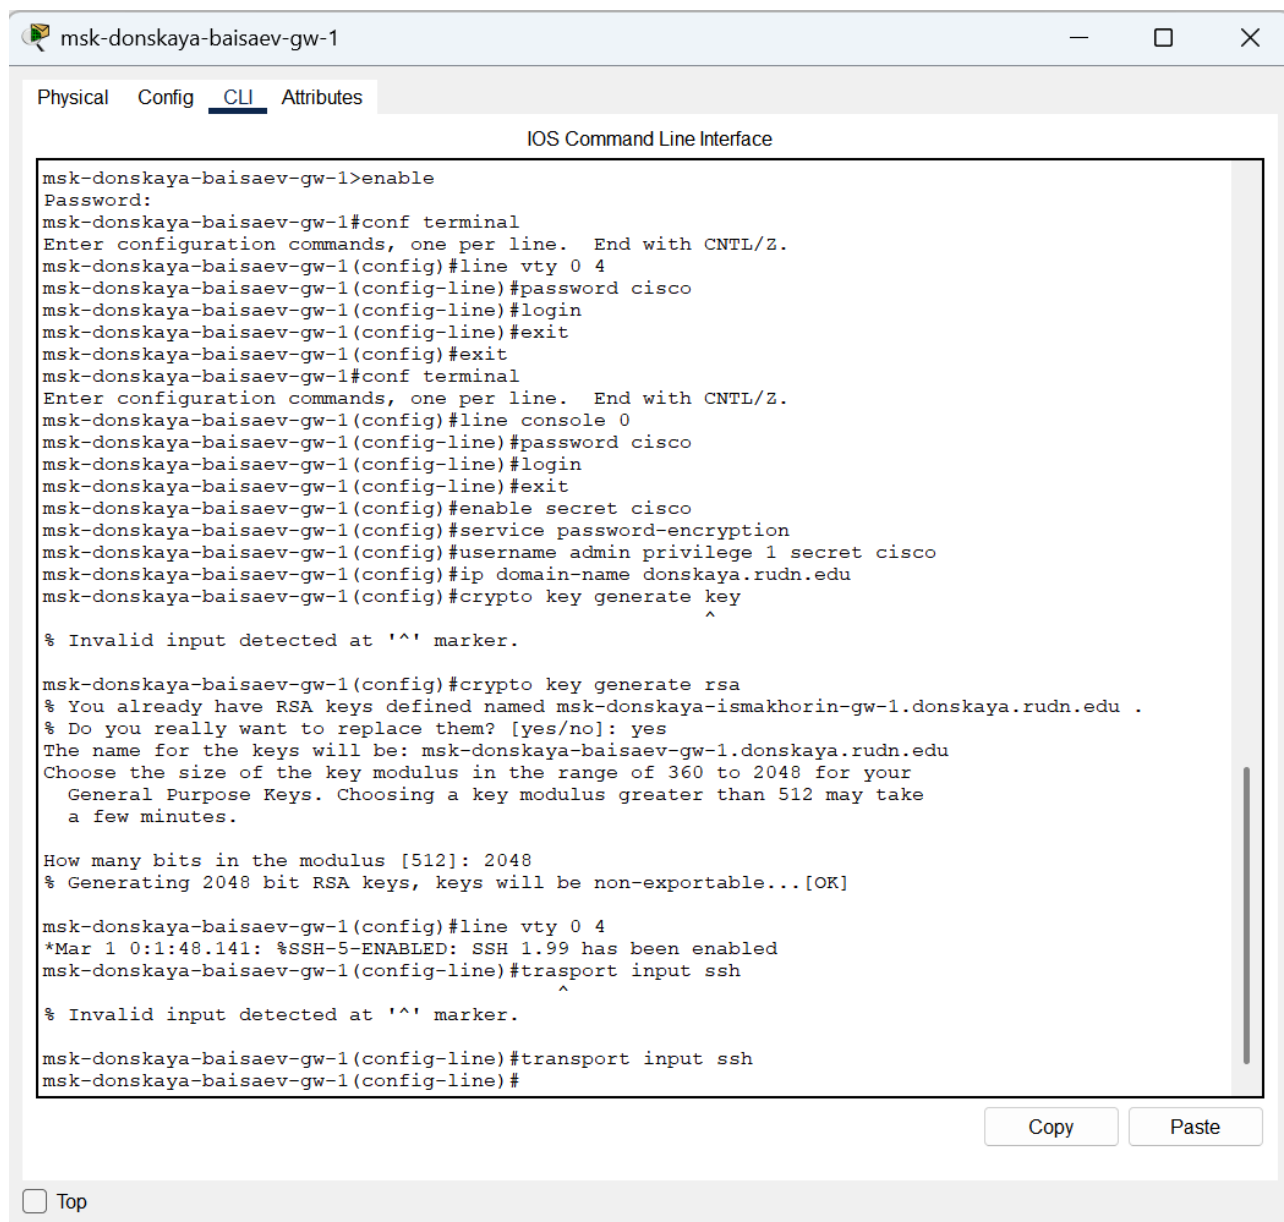 msk-donskaya-baisaev-gw-1
Physical Config CLI Attributes
IOS Command Line Interface
msk-donskaya-baisaev-gw-1>enable
Password:
msk-donskaya-baisaev-gw-1#conf terminal
Enter configuration commands, one per line.  End with CNTL/Z.
msk-donskaya-baisaev-gw-1(config)#line vty 0 4
msk-donskaya-baisaev-gw-1(config-line)#password cisco
msk-donskaya-baisaev-gw-1(config-line)#login
msk-donskaya-baisaev-gw-1(config-line)#exit
msk-donskaya-baisaev-gw-1(config)#exit
msk-donskaya-baisaev-gw-1#conf terminal
Enter configuration commands, one per line.  End with CNTL/Z.
msk-donskaya-baisaev-gw-1(config)#line console 0
msk-donskaya-baisaev-gw-1(config-line)#password cisco
msk-donskaya-baisaev-gw-1(config-line)#login
msk-donskaya-baisaev-gw-1(config-line)#exit
msk-donskaya-baisaev-gw-1(config)#enable secret cisco
msk-donskaya-baisaev-gw-1(config)#service password-encryption
msk-donskaya-baisaev-gw-1(config)#username admin privilege 1 secret cisco
msk-donskaya-baisaev-gw-1(config)#ip domain-name donskaya.rudn.edu
msk-donskaya-baisaev-gw-1(config)#crypto key generate key
^
% Invalid input detected at '^' marker.
msk-donskaya-baisaev-gw-1(config)#crypto key generate rsa
% You already have RSA keys defined named msk-donskaya-ismakhorin-gw-1.donskaya.rudn.edu .
% Do you really want to replace them? [yes/no]: yes
The name for the keys will be: msk-donskaya-baisaev-gw-1.donskaya.rudn.edu
Choose the size of the key modulus in the range of 360 to 2048 for your
General Purpose Keys. Choosing a key modulus greater than 512 may take
a few minutes.
How many bits in the modulus [512]: 2048
% Generating 2048 bit RSA keys, keys will be non-exportable...[OK]
msk-donskaya-baisaev-gw-1(config)#line vty 0 4
*Mar 1 0:1:48.141: %SSH-5-ENABLED: SSH 1.99 has been enabled
msk-donskaya-baisaev-gw-1(config-line)#trasport input ssh
^
% Invalid input detected at '^' marker.
msk-donskaya-baisaev-gw-1(config-line)#transport input ssh
msk-donskaya-baisaev-gw-1(config-line)#
Copy Paste
Top